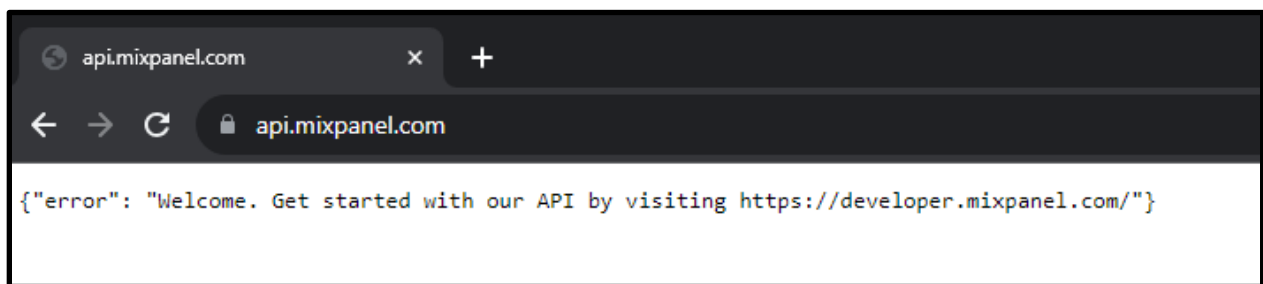 api.mixpanel.com
api.mixpanel.com
{"error": "Welcome. Get started with our API by visiting https://developer.mixpanel.com/"}